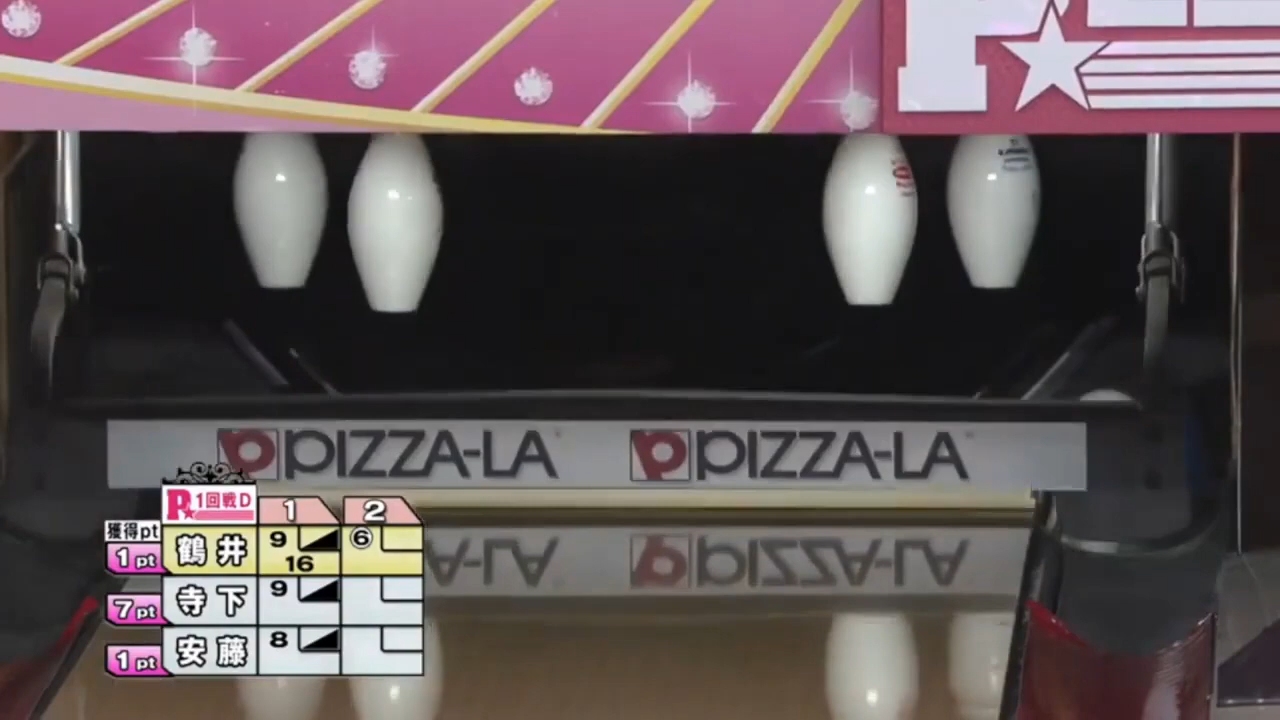 P
PIZZA-LA PIZZA-LA
P★ 1回戦D 1 2
獲得pt
1pt 鶴井 9 16 ⑥
7pt 寺下 9
1pt 安藤 8